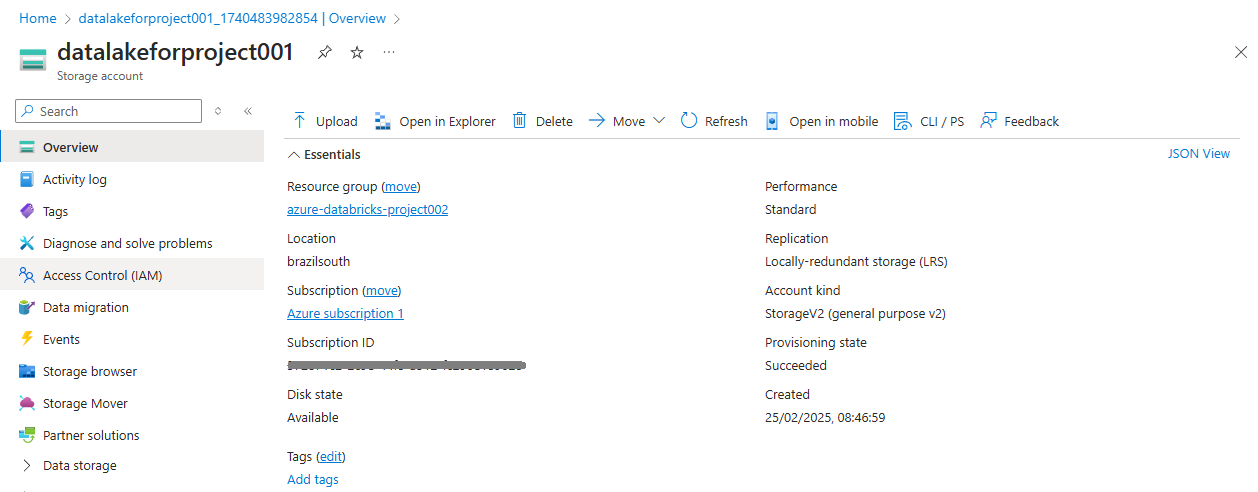 Home > datalakeforproject001_1740483982854 | Overview >
datalakeforproject001
Storage account
Search
Upload Open in Explorer Delete Move Refresh Open in mobile CLI / PS Feedback
Overview
Activity log
Tags
Diagnose and solve problems
Access Control (IAM)
Data migration
Events
Storage browser
Storage Mover
Partner solutions
Data storage
Essentials
JSON View
Resource group (move)
azure-databricks-project002
Location
brazilsouth
Subscription (move)
Azure subscription 1
Subscription ID
Disk state
Available
Performance
Standard
Replication
Locally-redundant storage (LRS)
Account kind
StorageV2 (general purpose v2)
Provisioning state
Succeeded
Created
25/02/2025, 08:46:59
Tags (edit)
Add tags